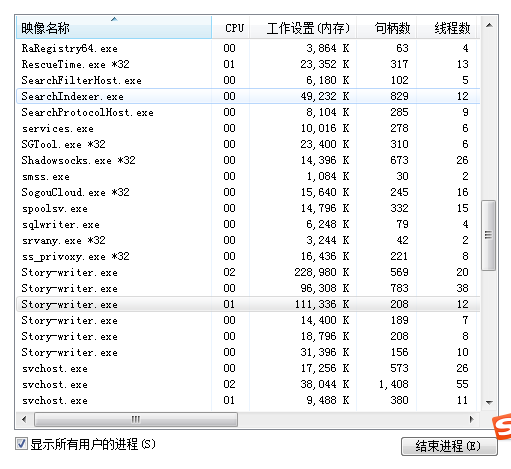 映像名称 CPU 工作设置(内存) 句柄数 线程数
RaRegistry64.exe 00 3,864 K 63 4
RescueTime.exe *32 01 23,352 K 317 13
SearchFilterHost.exe 00 6,180 K 102 5
SearchIndexer.exe 00 49,232 K 829 12
SearchProtocolHost.exe 00 8,104 K 285 9
services.exe 00 10,016 K 278 6
SGTool.exe *32 00 23,400 K 310 6
Shadowsocks.exe *32 00 14,396 K 673 26
smss.exe 00 1,084 K 30 2
SogouCloud.exe *32 00 15,640 K 245 16
spoolsv.exe 00 14,796 K 332 15
sqlwriter.exe 00 6,248 K 79 4
srvany.exe *32 00 3,244 K 42 2
ss_privoxy.exe *32 00 16,436 K 221 8
Story-writer.exe 02 228,980 K 569 20
Story-writer.exe 00 96,308 K 783 38
Story-writer.exe 01 111,336 K 208 12
Story-writer.exe 00 14,400 K 189 7
Story-writer.exe 00 18,796 K 208 8
Story-writer.exe 00 31,396 K 156 10
svchost.exe 00 17,256 K 573 26
svchost.exe 02 38,044 K 1,408 55
svchost.exe 01 9,488 K 380 11
显示所有用户的进程(S) 结束进程(E)